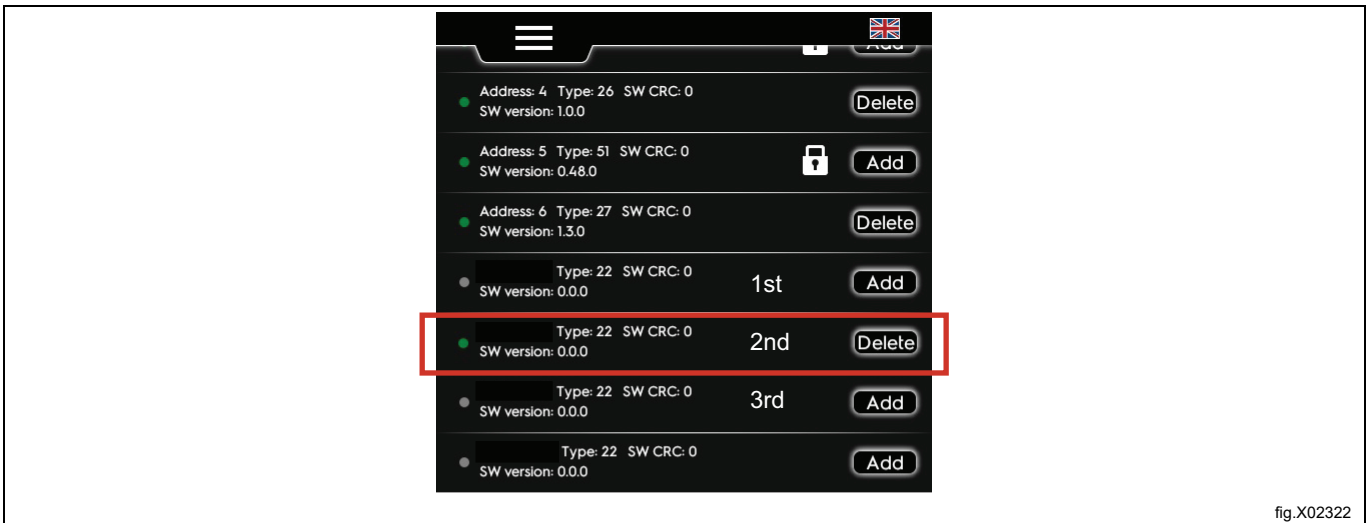 Add
Address: 4 Type: 26 SW CRC: 0
SW version: 1.0.0
Delete
Address: 5 Type: 51 SW CRC: 0
SW version: 0.48.0
Add
Address: 6 Type: 27 SW CRC: 0
SW version: 1.3.0
Delete
Type: 22 SW CRC: 0
SW version: 0.0.0
1st
Add
Type: 22 SW CRC: 0
SW version: 0.0.0
2nd
Delete
Type: 22 SW CRC: 0
SW version: 0.0.0
3rd
Add
Type: 22 SW CRC: 0
SW version: 0.0.0
Add
fig.X02322